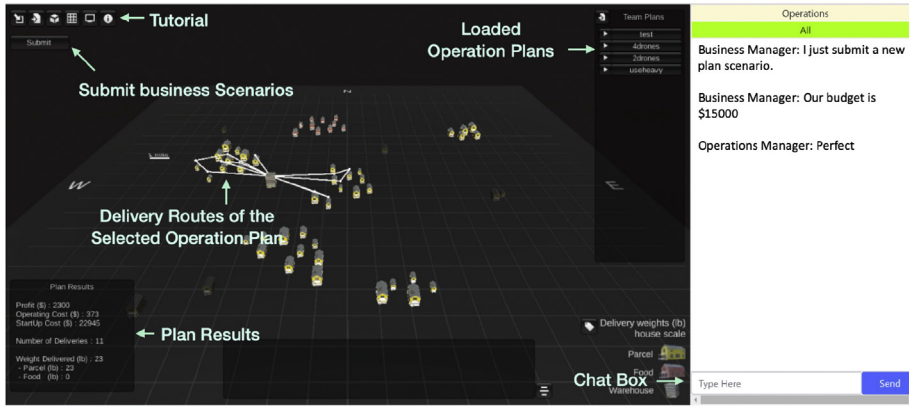 Tutorial
Submit
Submit business Scenarios
Loaded
Operation Plans
Team Plans
test
4drones
2drones
useheavy
W
E
Delivery Routes of the
Selected Operation Plan
Plan Results
Profit ($) : 2300
Operating Cost ($) : 373
StartUp Cost ($) : 22945
Number of Deliveries : 11
Weight Delivered (lb) : 23
- Parcel (lb) : 23
- Food (lb) : 0
Plan Results
Delivery weights (lb)
house scale
Parcel
Food
Warehouse
Chat Box
Operations
All
Business Manager: I just submit a new
plan scenario.
Business Manager: Our budget is
$15000
Operations Manager: Perfect
Type Here
Send